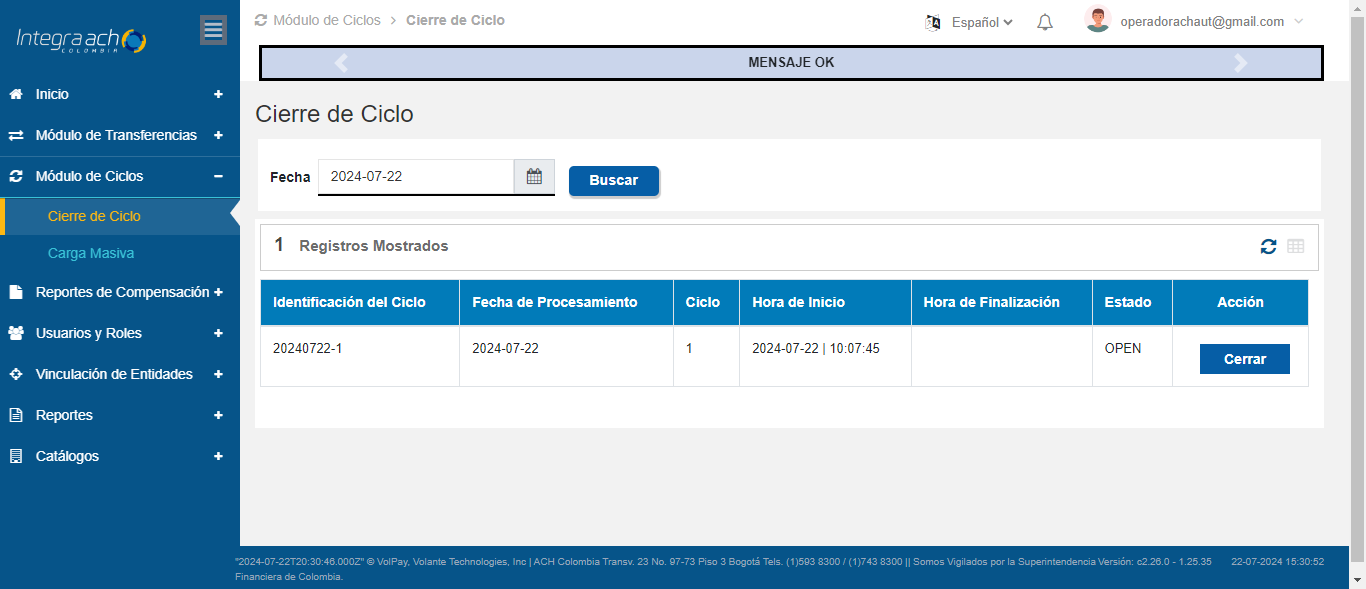 Integra ach
COLOMBIA
Inicio +
Módulo de Transferencias +
Módulo de Ciclos −
Cierre de Ciclo
Carga Masiva
Reportes de Compensación +
Usuarios y Roles +
Vinculación de Entidades +
Reportes +
Catálogos +
Módulo de Ciclos > Cierre de Ciclo
Español
operadorachaut@gmail.com
MENSAJE OK
Cierre de Ciclo
Fecha 2024-07-22 Buscar
1 Registros Mostrados
Identificación del Ciclo Fecha de Procesamiento Ciclo Hora de Inicio Hora de Finalización Estado Acción
20240722-1 2024-07-22 1 2024-07-22 | 10:07:45 OPEN Cerrar
"2024-07-22T20:30:46.000Z" © VolPay, Volante Technologies, Inc | ACH Colombia Transv. 23 No. 97-73 Piso 3 Bogotá Tels. (1)593 8300 / (1)743 8300 || Somos Vigilados por la Superintendencia Versión: c2.26.0 - 1.25.35 22-07-2024 15:30:52
Financiera de Colombia.